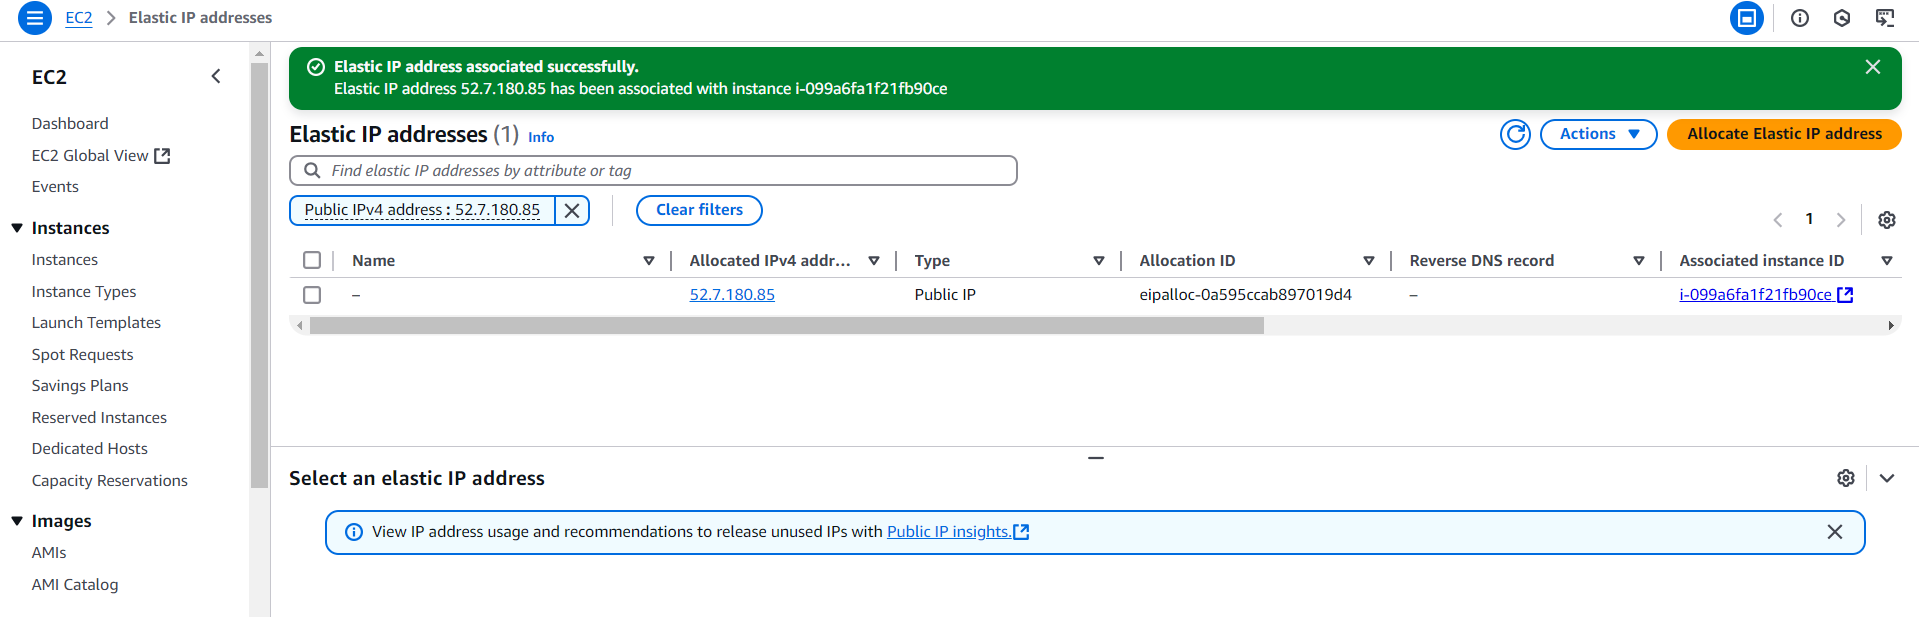 EC2 > Elastic IP addresses
EC2
Dashboard
EC2 Global View
Events
Instances
Instances
Instance Types
Launch Templates
Spot Requests
Savings Plans
Reserved Instances
Dedicated Hosts
Capacity Reservations
Images
AMIs
AMI Catalog
Elastic IP address associated successfully.
Elastic IP address 52.7.180.85 has been associated with instance i-099a6fa1f21fb90ce
Elastic IP addresses (1) Info
Actions
Allocate Elastic IP address
Find elastic IP addresses by attribute or tag
Public IPv4 address : 52.7.180.85
Clear filters
1
Name Allocated IPv4 addr... Type Allocation ID Reverse DNS record Associated instance ID
– 52.7.180.85 Public IP eipalloc-0a595ccab897019d4 – i-099a6fa1f21fb90ce
Select an elastic IP address
View IP address usage and recommendations to release unused IPs with Public IP insights.